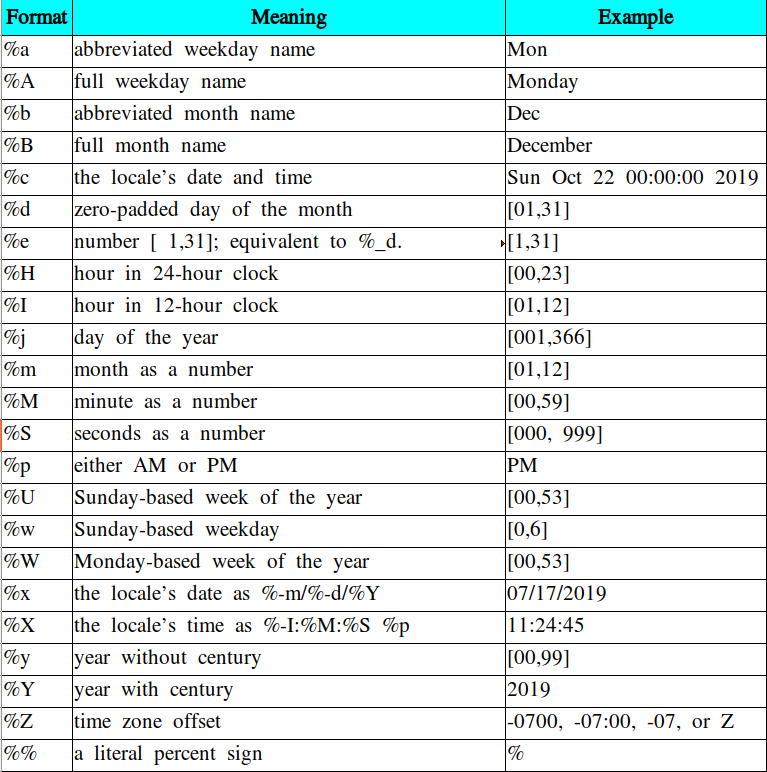 Format Meaning Example
%a abbreviated weekday name Mon
%A full weekday name Monday
%b abbreviated month name Dec
%B full month name December
%c the locale’s date and time Sun Oct 22 00:00:00 2019
%d zero-padded day of the month [01,31]
%e number [ 1,31]; equivalent to %_d. [1,31]
%H hour in 24-hour clock [00,23]
%I hour in 12-hour clock [01,12]
%j day of the year [001,366]
%m month as a number [01,12]
%M minute as a number [00,59]
%S seconds as a number [000, 999]
%p either AM or PM PM
%U Sunday-based week of the year [00,53]
%w Sunday-based weekday [0,6]
%W Monday-based week of the year [00,53]
%x the locale’s date as %-m/%-d/%Y 07/17/2019
%X the locale’s time as %-I:%M:%S %p 11:24:45
%y year without century [00,99]
%Y year with century 2019
%Z time zone offset -0700, -07:00, -07, or Z
%% a literal percent sign %